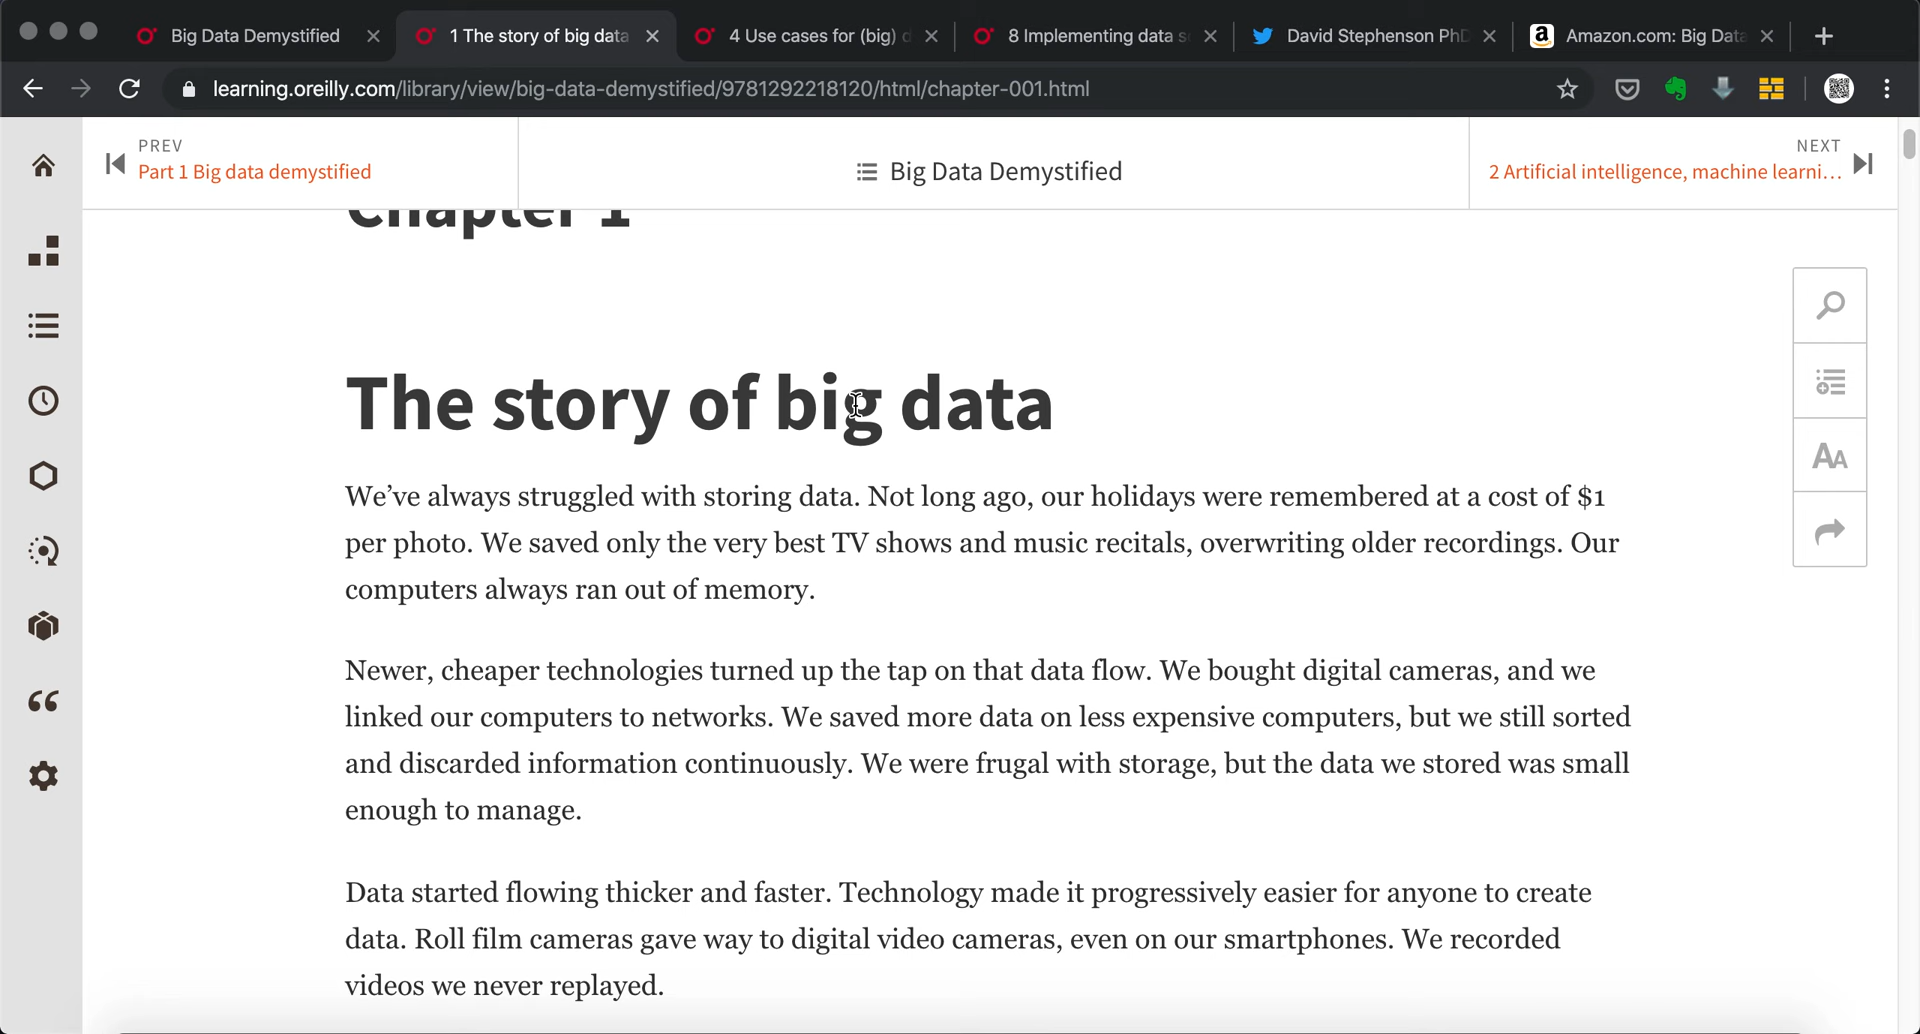 Big Data Demystified
1 The story of big data
4 Use cases for (big) d
8 Implementing data s
David Stephenson PhD
Amazon.com: Big Data
learning.oreilly.com/library/view/big-data-demystified/9781292218120/html/chapter-001.html
PREV
Part 1 Big data demystified
Big Data Demystified
NEXT
2 Artificial intelligence, machine learni...
Chapter 1
The story of big data
We’ve always struggled with storing data. Not long ago, our holidays were remembered at a cost of $1
per photo. We saved only the very best TV shows and music recitals, overwriting older recordings. Our
computers always ran out of memory.
Newer, cheaper technologies turned up the tap on that data flow. We bought digital cameras, and we
linked our computers to networks. We saved more data on less expensive computers, but we still sorted
and discarded information continuously. We were frugal with storage, but the data we stored was small
enough to manage.
Data started flowing thicker and faster. Technology made it progressively easier for anyone to create
data. Roll film cameras gave way to digital video cameras, even on our smartphones. We recorded
videos we never replayed.